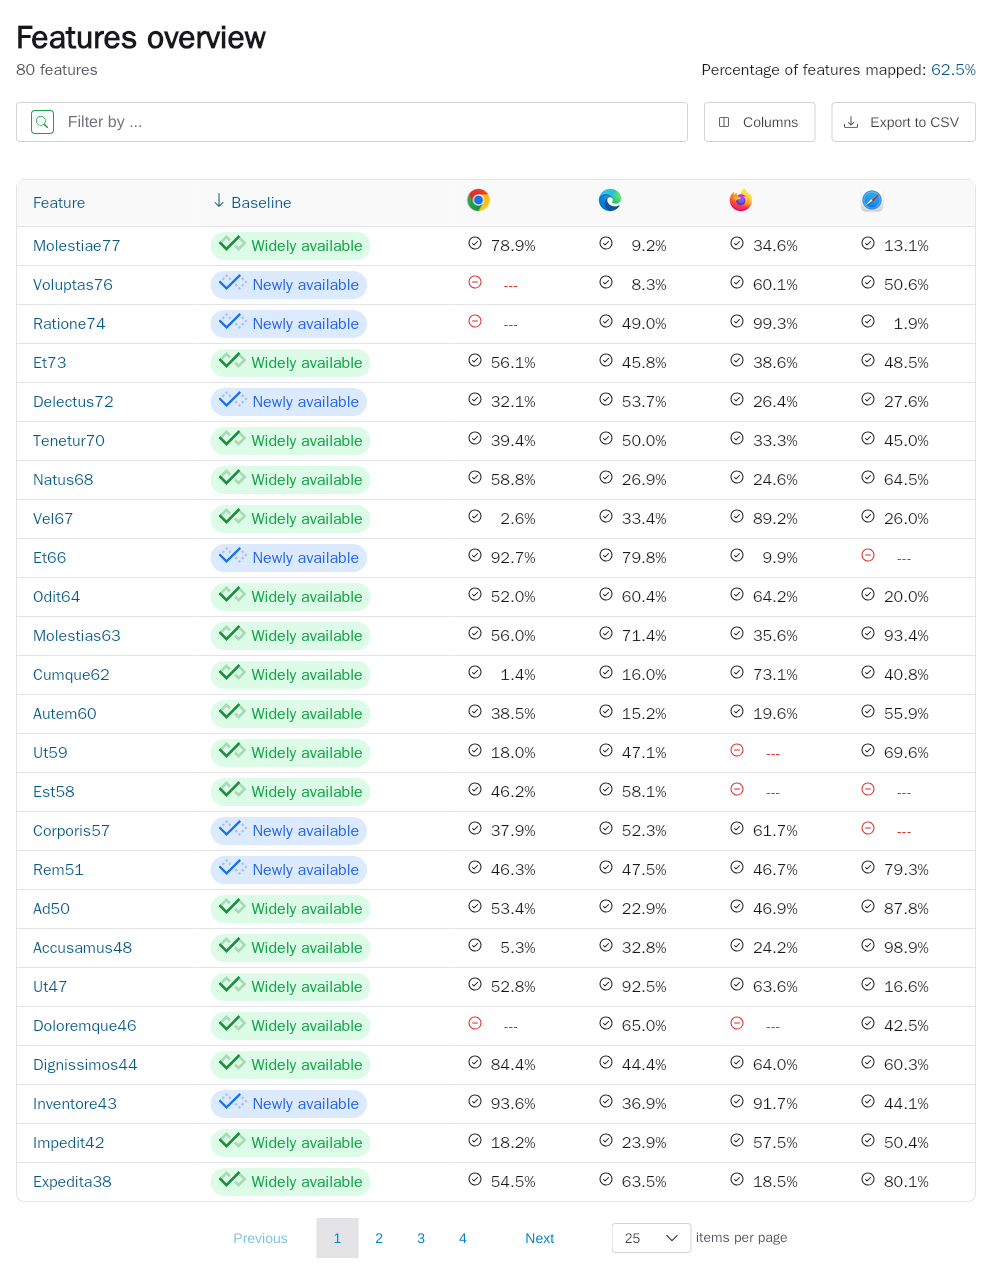 Features overview
80 features
Percentage of features mapped: 62.5%
Filter by ...
Columns
Export to CSV
Feature Baseline
Molestiae77 Widely available 78.9% 9.2% 34.6% 13.1%
Voluptas76 Newly available --- 8.3% 60.1% 50.6%
Ratione74 Newly available --- 49.0% 99.3% 1.9%
Et73 Widely available 56.1% 45.8% 38.6% 48.5%
Delectus72 Newly available 32.1% 53.7% 26.4% 27.6%
Tenetur70 Widely available 39.4% 50.0% 33.3% 45.0%
Natus68 Widely available 58.8% 26.9% 24.6% 64.5%
Vel67 Widely available 2.6% 33.4% 89.2% 26.0%
Et66 Newly available 92.7% 79.8% 9.9% ---
Odit64 Widely available 52.0% 60.4% 64.2% 20.0%
Molestias63 Widely available 56.0% 71.4% 35.6% 93.4%
Cumque62 Widely available 1.4% 16.0% 73.1% 40.8%
Autem60 Widely available 38.5% 15.2% 19.6% 55.9%
Ut59 Widely available 18.0% 47.1% --- 69.6%
Est58 Widely available 46.2% 58.1% --- ---
Corporis57 Newly available 37.9% 52.3% 61.7% ---
Rem51 Newly available 46.3% 47.5% 46.7% 79.3%
Ad50 Widely available 53.4% 22.9% 46.9% 87.8%
Accusamus48 Widely available 5.3% 32.8% 24.2% 98.9%
Ut47 Widely available 52.8% 92.5% 63.6% 16.6%
Doloremque46 Widely available --- 65.0% --- 42.5%
Dignissimos44 Widely available 84.4% 44.4% 64.0% 60.3%
Inventore43 Newly available 93.6% 36.9% 91.7% 44.1%
Impedit42 Widely available 18.2% 23.9% 57.5% 50.4%
Expedita38 Widely available 54.5% 63.5% 18.5% 80.1%
Previous 1 2 3 4 Next 25 items per page